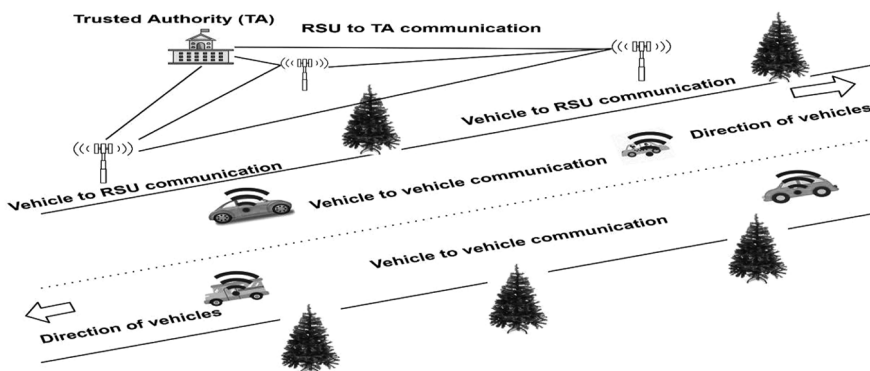 Trusted Authority (TA)
RSU to TA communication
Vehicle to RSU communication
Direction of vehicles
Vehicle to RSU communication
Vehicle to vehicle communication
Vehicle to vehicle communication
Direction of vehicles